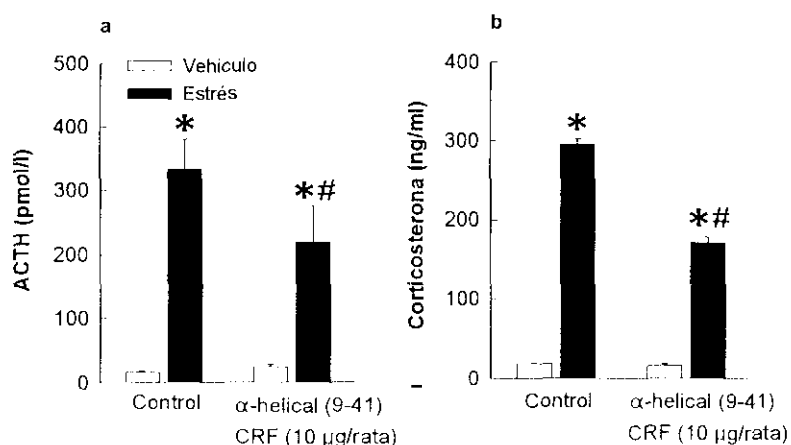 a
500
400
300
200
100
0
ACTH (pmol/l)
Vehiculo
Estrés
*
*#
Control
α-helical (9-41)
CRF (10 μg/rata)
b
400
300
200
100
0
Corticosterona (ng/ml)
*
*#
Control
α-helical (9-41)
CRF (10 μg/rata)